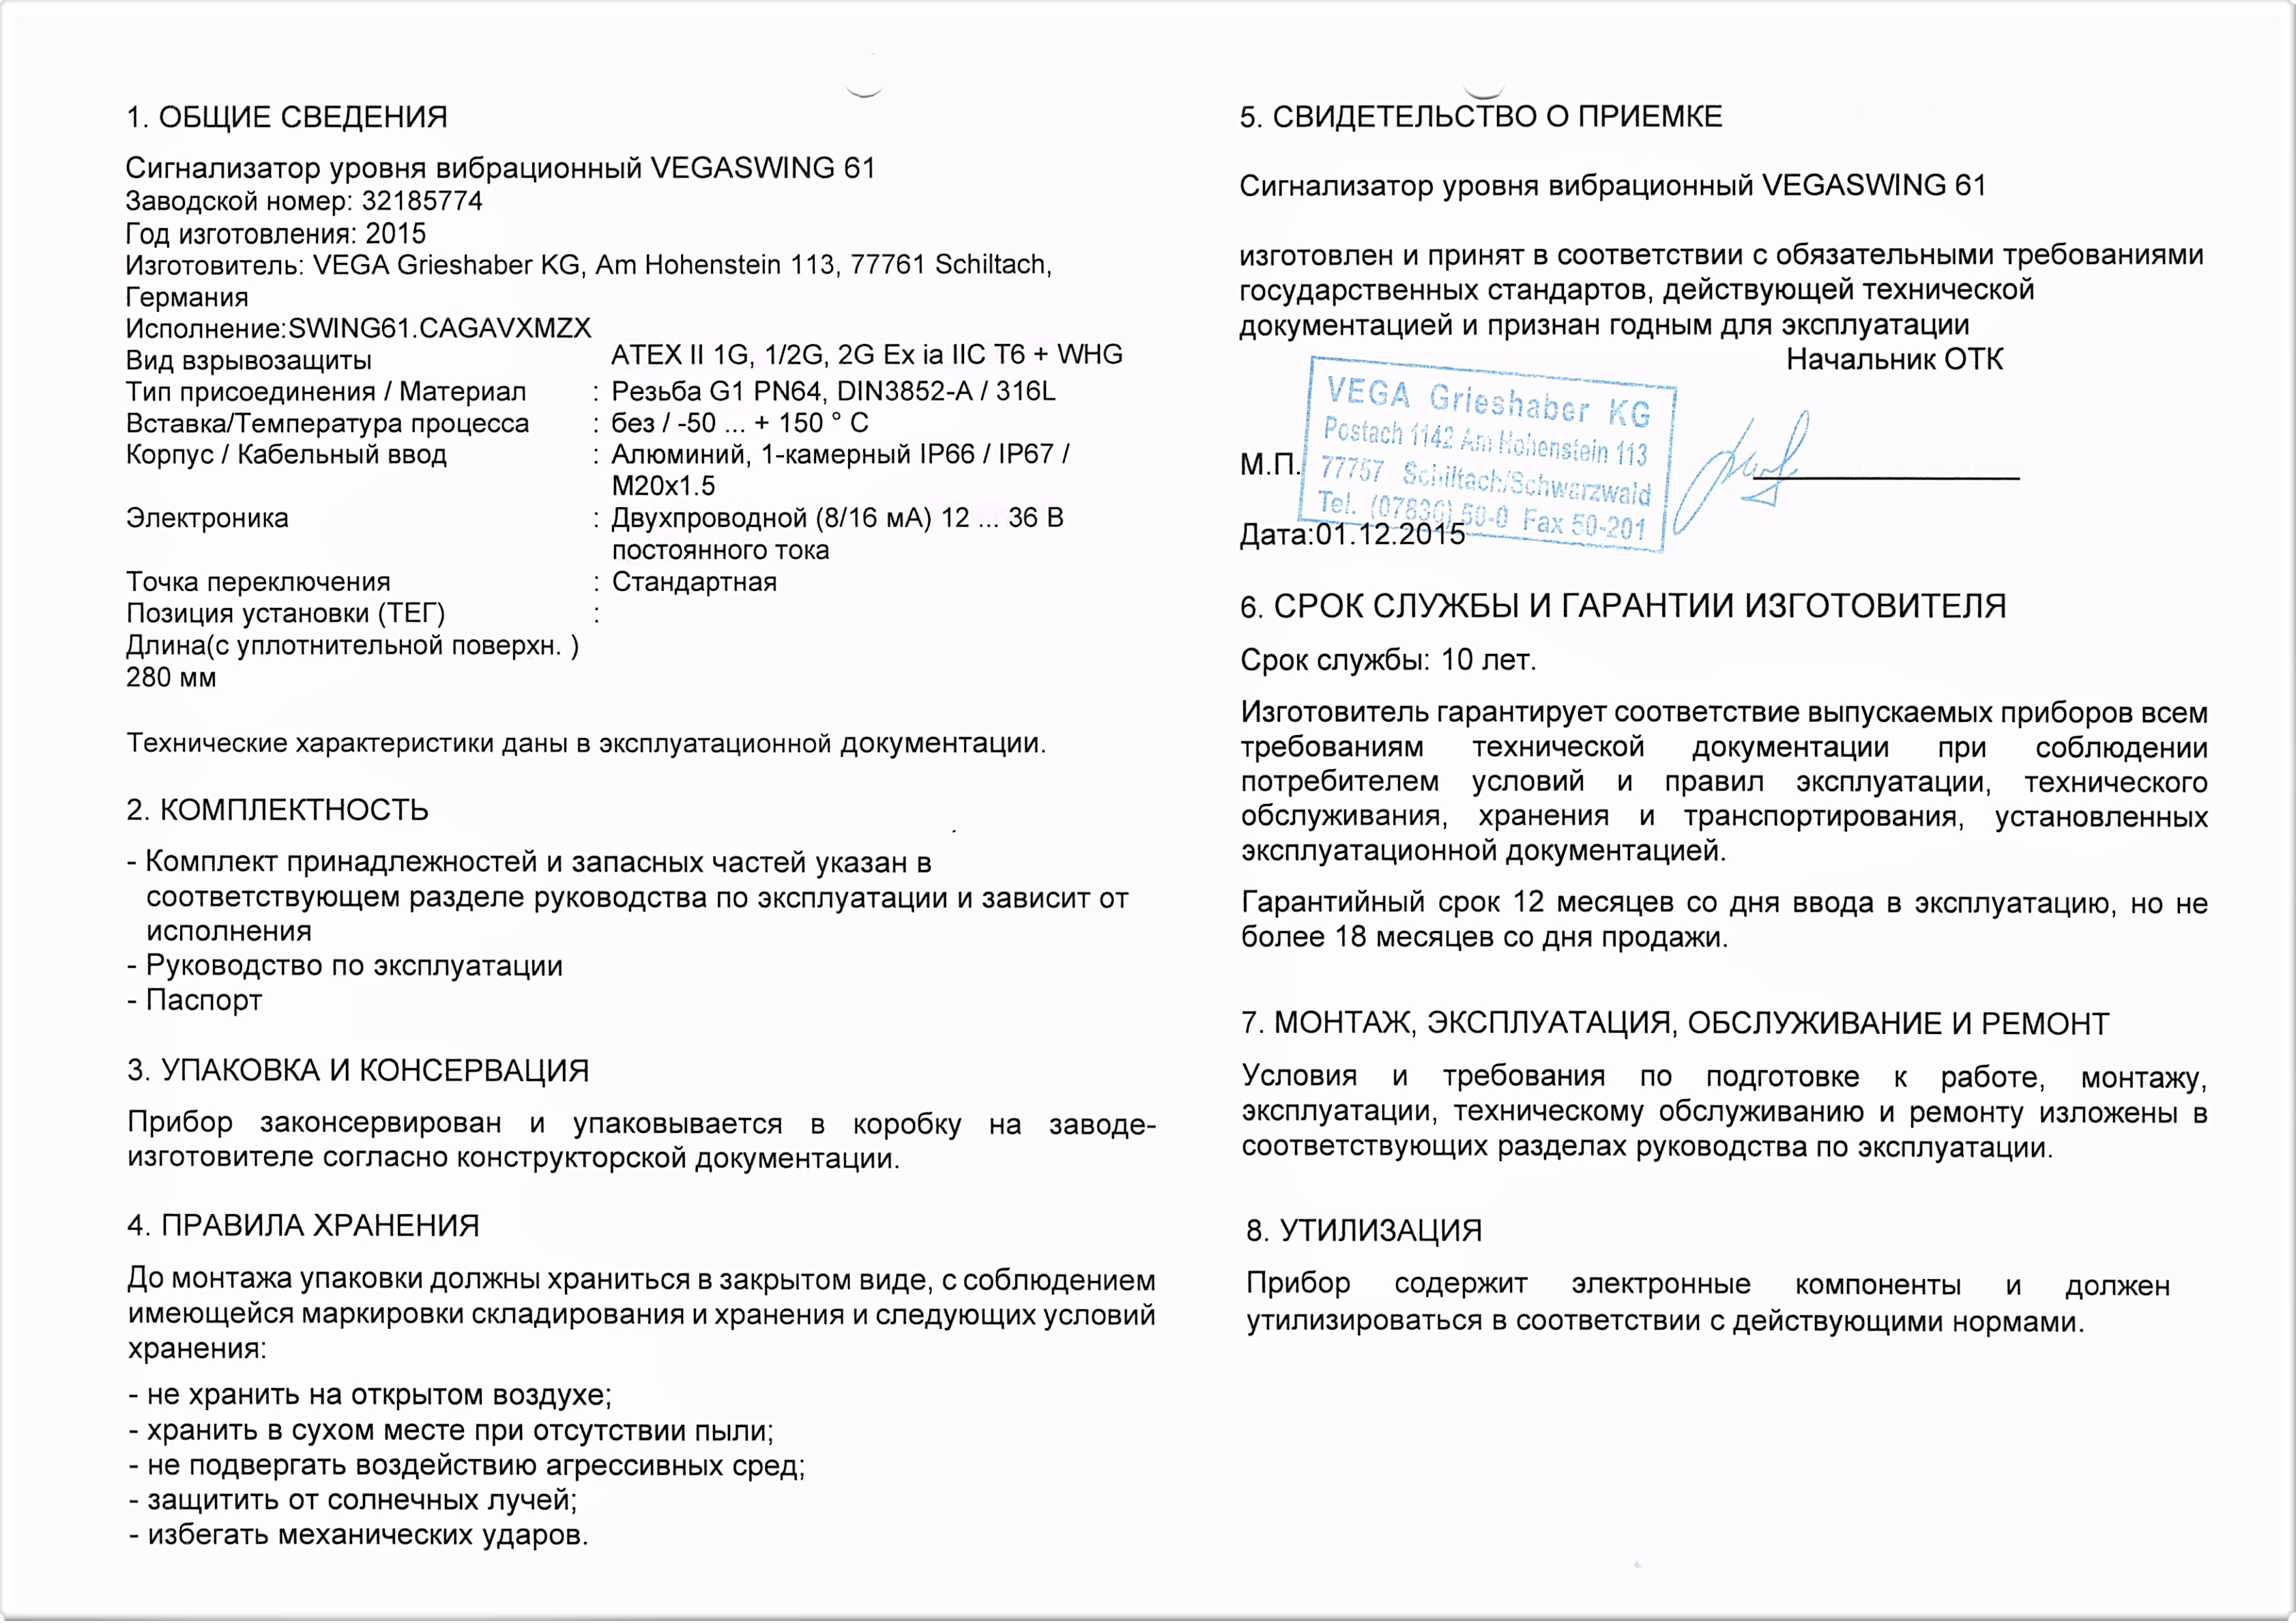 1. ОБЩИЕ СВЕДЕНИЯ
Сигнализатор уровня вибрационный VEGASWING 61
Заводской номер: 32185774
Год изготовления: 2015
Изготовитель: VEGA Grieshaber KG, Am Hohenstein 113, 77761 Schiltach,
Германия
Исполнение:SWING61.CAGAVXMZX
Вид взрывозащиты ATEX II 1G, 1/2G, 2G Ex ia IIC T6 + WHG
Тип присоединения / Материал : Резьба G1 PN64, DIN3852-A / 316L
Вставка/Температура процесса : без / -50 ... + 150 ° C
Корпус / Кабельный ввод : Алюминий, 1-камерный IP66 / IP67 /
M20x1.5
Электроника : Двухпроводной (8/16 мА) 12 ... 36 В
постоянного тока
Точка переключения : Стандартная
Позиция установки (ТЕГ) :
Длина(с уплотнительной поверхн. )
280 мм
Технические характеристики даны в эксплуатационной документации.
2. КОМПЛЕКТНОСТЬ
- Комплект принадлежностей и запасных частей указан в
соответствующем разделе руководства по эксплуатации и зависит от
исполнения
- Руководство по эксплуатации
- Паспорт
3. УПАКОВКА И КОНСЕРВАЦИЯ
Прибор законсервирован и упаковывается в коробку на заводе-
изготовителе согласно конструкторской документации.
4. ПРАВИЛА ХРАНЕНИЯ
До монтажа упаковки должны храниться в закрытом виде, с соблюдением
имеющейся маркировки складирования и хранения и следующих условий
хранения:
- не хранить на открытом воздухе;
- хранить в сухом месте при отсутствии пыли;
- не подвергать воздействию агрессивных сред;
- защитить от солнечных лучей;
- избегать механических ударов.
5. СВИДЕТЕЛЬСТВО О ПРИЕМКЕ
Сигнализатор уровня вибрационный VEGASWING 61
изготовлен и принят в соответствии с обязательными требованиями
государственных стандартов, действующей технической
документацией и признан годным для эксплуатации
Начальник ОТК
VEGA Grieshaber KG
Postach 1142 Am Hohenstein 113
77757 Schiltach/Schwarzwald
Tel. (07836) 50-0 Fax 50-201
М.П.
Дата:01.12.2015
6. СРОК СЛУЖБЫ И ГАРАНТИИ ИЗГОТОВИТЕЛЯ
Срок службы: 10 лет.
Изготовитель гарантирует соответствие выпускаемых приборов всем
требованиям технической документации при соблюдении
потребителем условий и правил эксплуатации, технического
обслуживания, хранения и транспортирования, установленных
эксплуатационной документацией.
Гарантийный срок 12 месяцев со дня ввода в эксплуатацию, но не
более 18 месяцев со дня продажи.
7. МОНТАЖ, ЭКСПЛУАТАЦИЯ, ОБСЛУЖИВАНИЕ И РЕМОНТ
Условия и требования по подготовке к работе, монтажу,
эксплуатации, техническому обслуживанию и ремонту изложены в
соответствующих разделах руководства по эксплуатации.
8. УТИЛИЗАЦИЯ
Прибор содержит электронные компоненты и должен
утилизироваться в соответствии с действующими нормами.